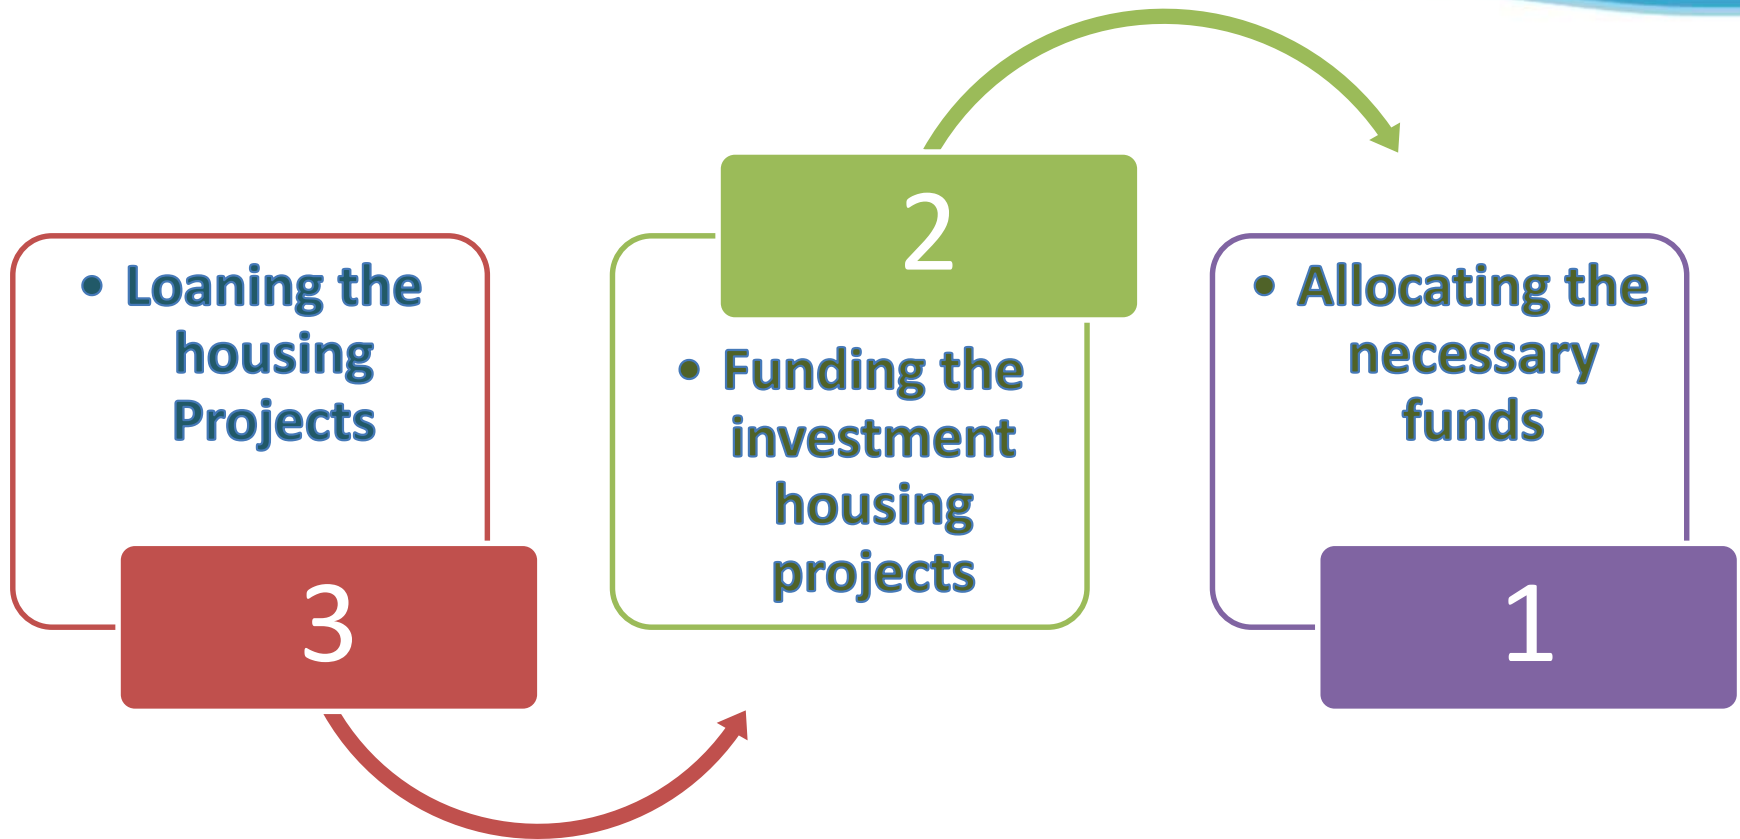 • Loaning the
housing
Projects
3
2
• Funding the
investment
housing
projects
• Allocating the
necessary
funds
1